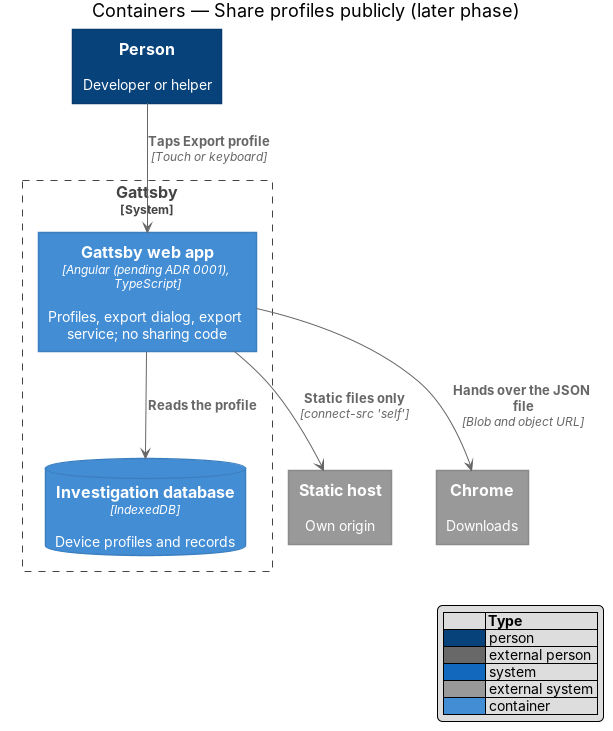 Containers — Share profiles publicly (later phase)
Person
Developer or helper
Taps Export profile
[Touch or keyboard]
Gattsby
[System]
Gattsby web app
[Angular (pending ADR 0001),
TypeScript]
Profiles, export dialog, export
service; no sharing code
Reads the profile
Static files only
[connect-src 'self']
Hands over the JSON
file
[Blob and object URL]
Investigation database
[IndexedDB]
Device profiles and records
Static host
Own origin
Chrome
Downloads
Type
person
external person
system
external system
container